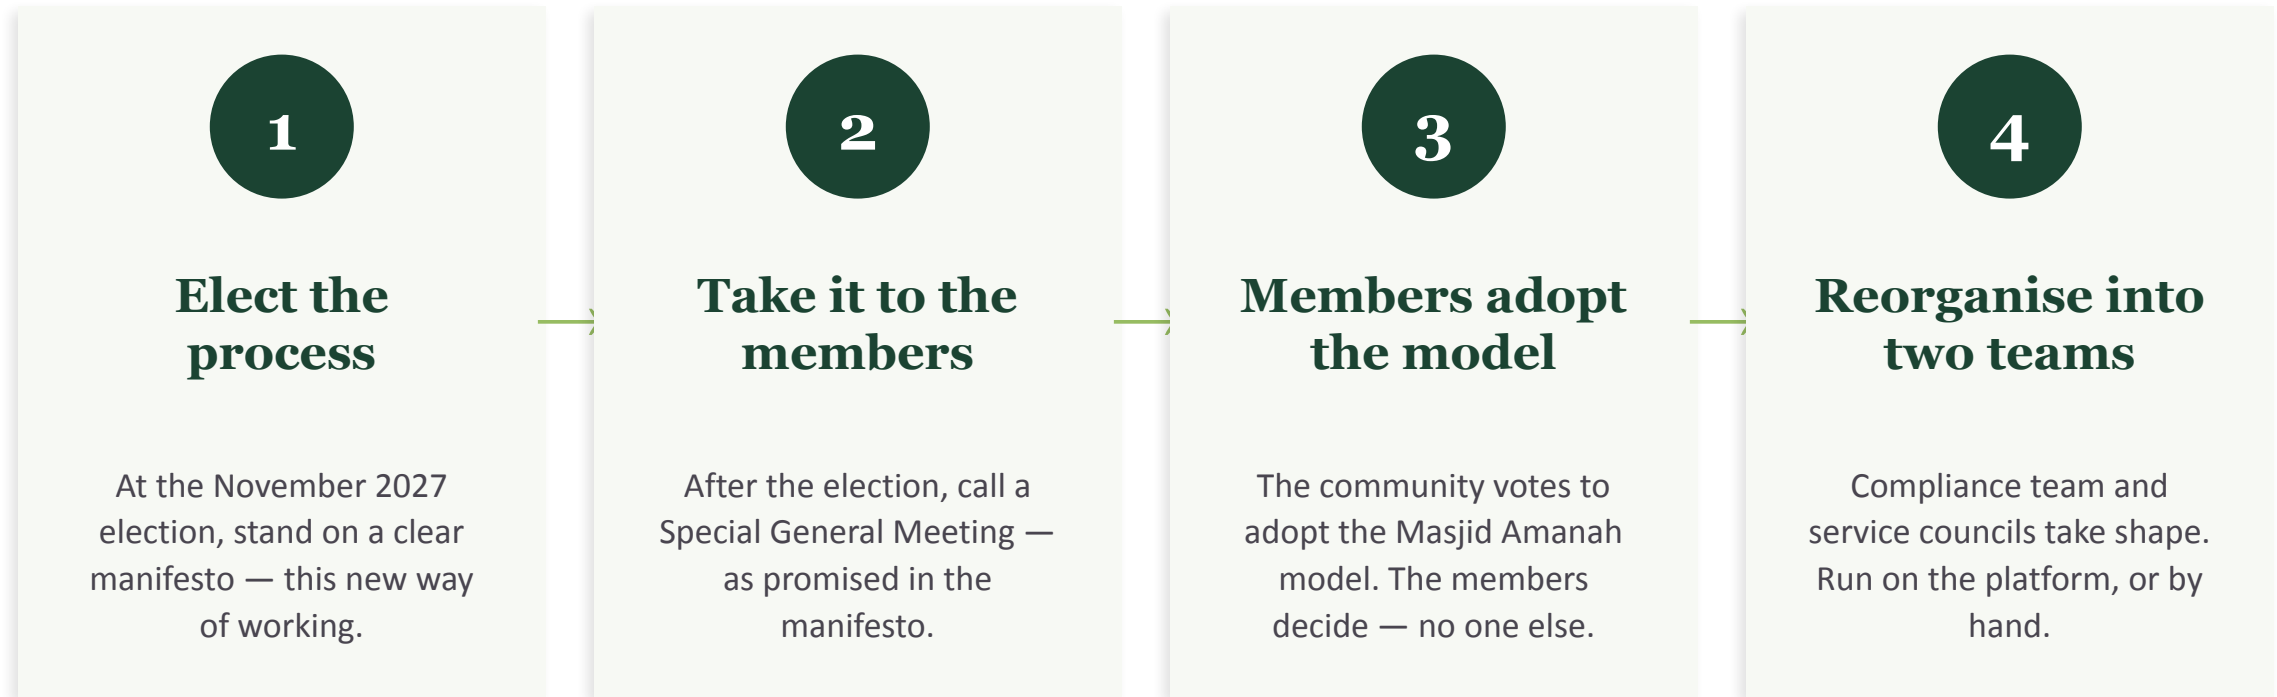 1
Elect the
process
At the November 2027
election, stand on a clear
manifesto — this new way
of working.
2
Take it to the
members
After the election, call a
Special General Meeting —
as promised in the
manifesto.
3
Members adopt
the model
The community votes to
adopt the Masjid Amanah
model. The members
decide — no one else.
4
Reorganise into
two teams
Compliance team and
service councils take shape.
Run on the platform, or by
hand.